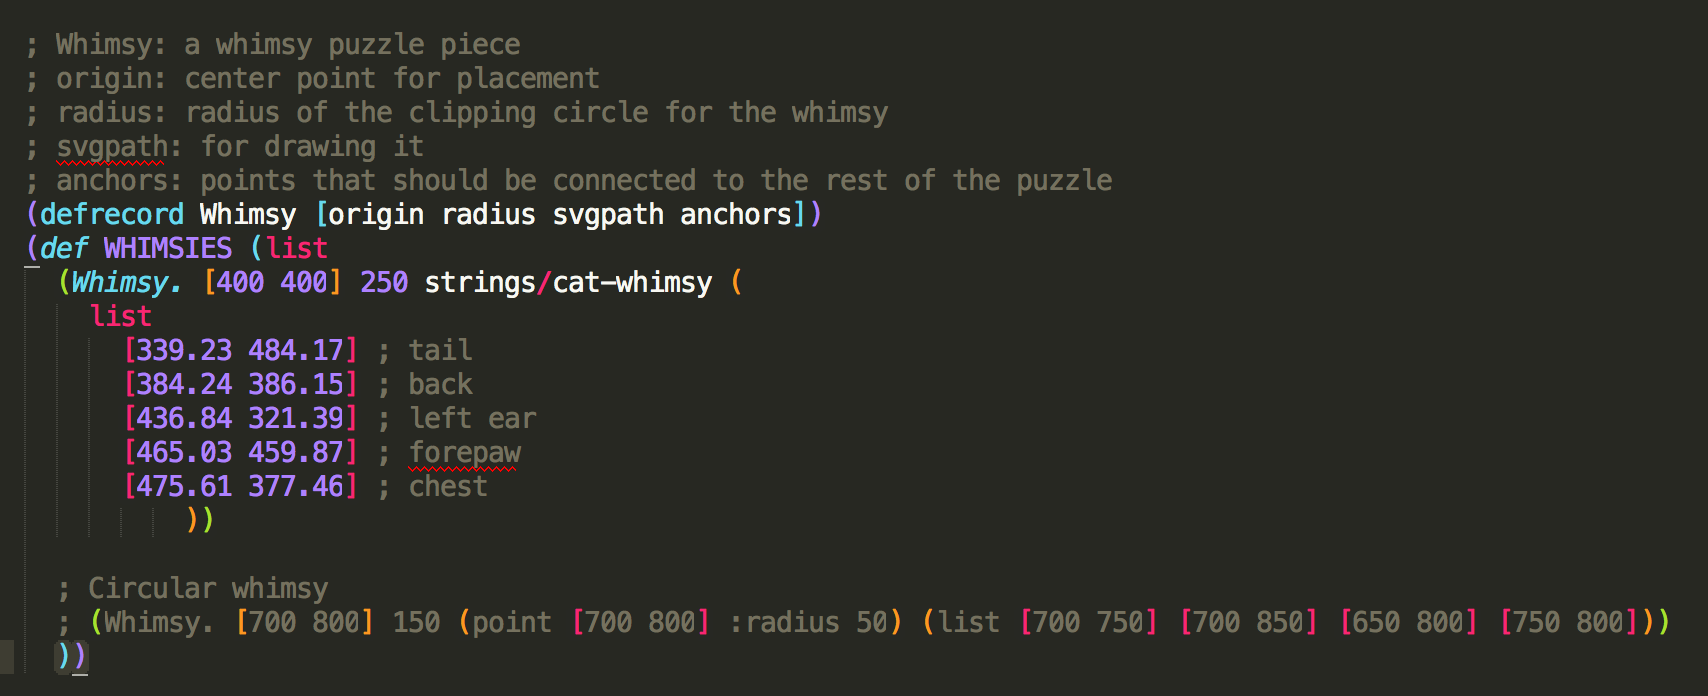 ; Whimsy: a whimsy puzzle piece
; origin: center point for placement
; radius: radius of the clipping circle for the whimsy
; svgpath: for drawing it
; anchors: points that should be connected to the rest of the puzzle
(defrecord Whimsy [origin radius svgpath anchors])
(def WHIMSIES (list
  (Whimsy. [400 400] 250 strings/cat-whimsy (
    list
      [339.23 484.17] ; tail
      [384.24 386.15] ; back
      [436.84 321.39] ; left ear
      [465.03 459.87] ; forepaw
      [475.61 377.46] ; chest
          ))

  ; Circular whimsy
  ; (Whimsy. [700 800] 150 (point [700 800] :radius 50) (list [700 750] [700 850] [650 800] [750 800]))
  ))